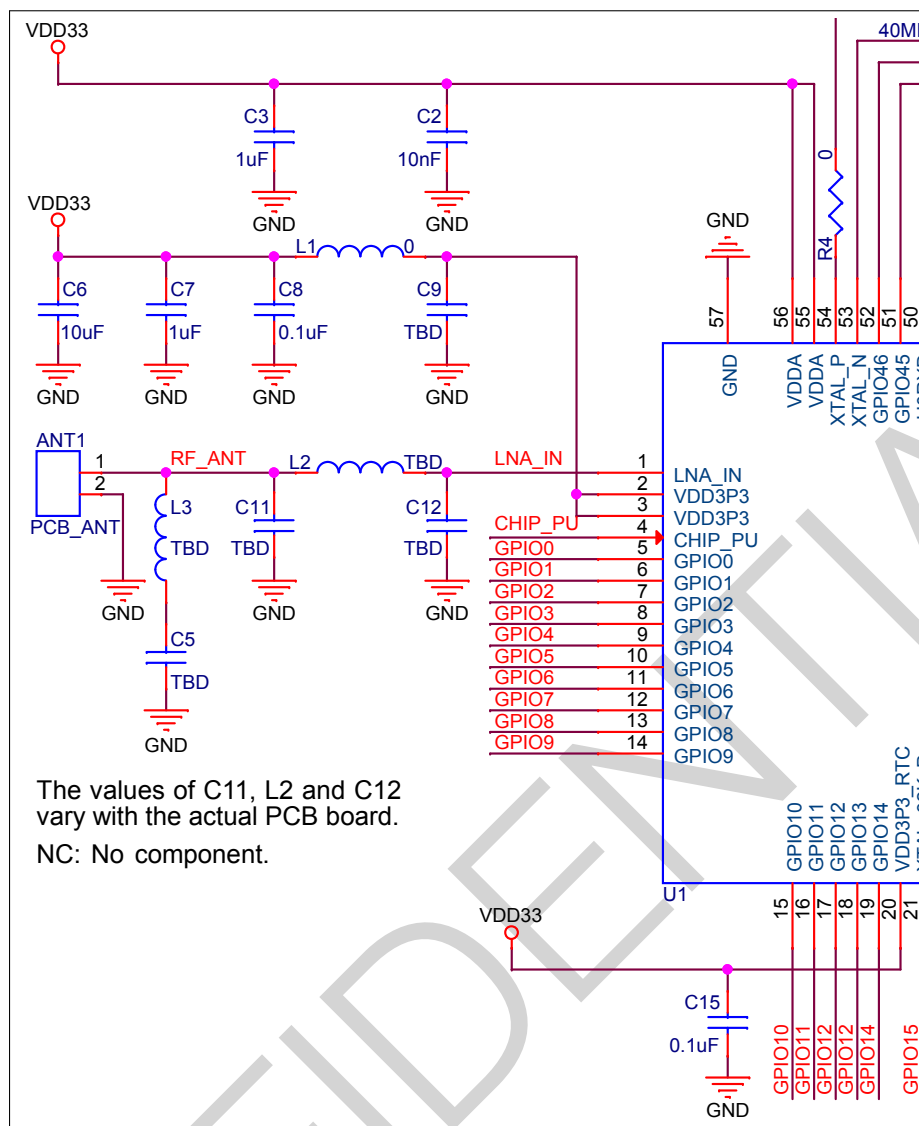 VDD33
40M
C3
1uF
C2
10nF
GND
GND
VDD33
L1
0
C6
10uF
C7
1uF
C8
0.1uF
C9
TBD
GND
GND
GND
GND
0
R4
GND
57
56
55
54
53
52
51
50
GND
VDDA
VDDA
XTAL_P
XTAL_N
GPIO46
GPIO45
ANT1
1
2
PCB_ANT
RF_ANT
L2
TBD
LNA_IN
L3
TBD
C11
TBD
C12
TBD
GND
GND
GND
C5
TBD
GND
1
LNA_IN
2
VDD3P3
3
VDD3P3
CHIP_PU
4
CHIP_PU
GPIO0
5
GPIO0
GPIO1
6
GPIO1
GPIO2
7
GPIO2
GPIO3
8
GPIO3
GPIO4
9
GPIO4
GPIO5
10
GPIO5
GPIO6
11
GPIO6
GPIO7
12
GPIO7
GPIO8
13
GPIO8
GPIO9
14
GPIO9
The values of C11, L2 and C12
vary with the actual PCB board.
NC: No component.
GPIO10
GPIO11
GPIO12
GPIO13
GPIO14
VDD3P3_RTC
U1
15
16
17
18
19
20
21
VDD33
C15
0.1uF
GND
GPIO10
GPIO11
GPIO12
GPIO12
GPIO14
GPIO15
FIDENTIA